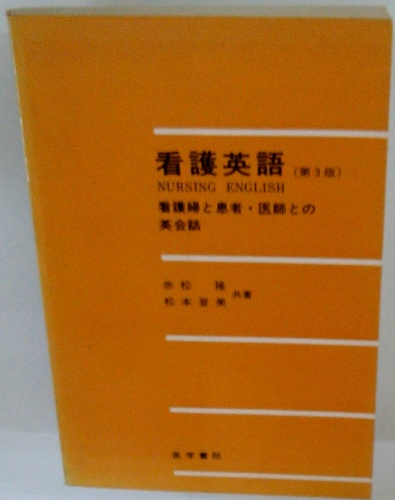 看護英語(第3版)
NURSING ENGLISH
看護婦と患者・医師との
英会話
赤松
松本 共著
医学書院